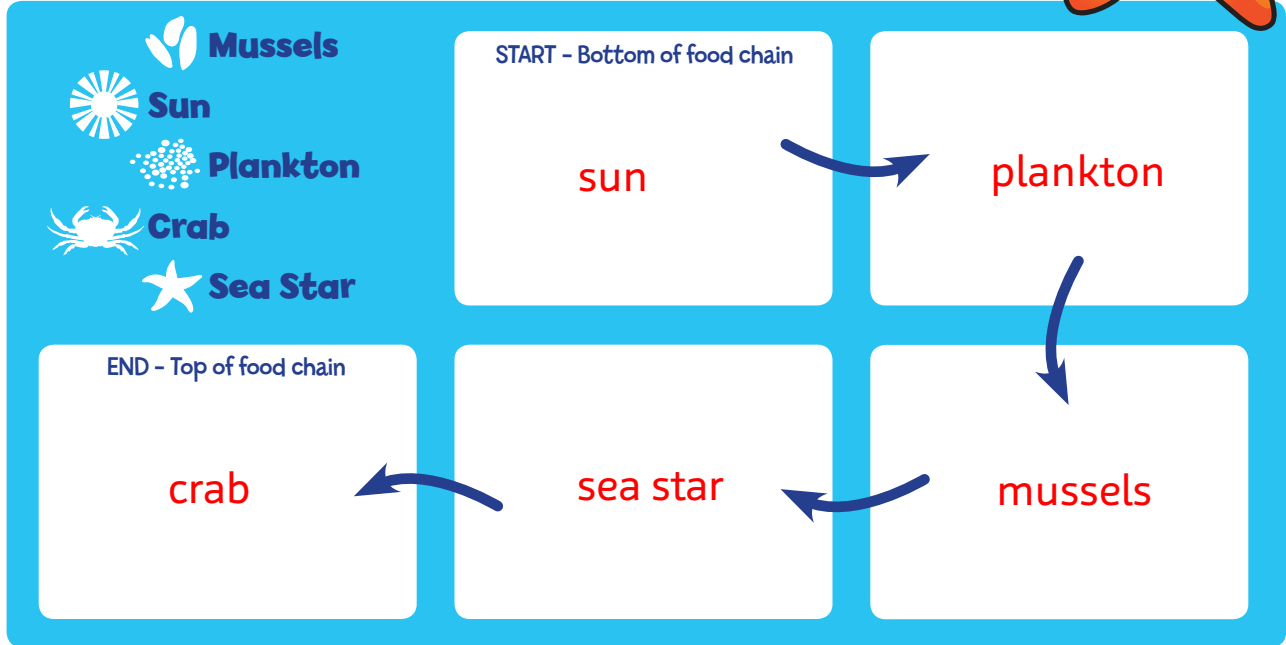 Mussels
Sun
Plankton
Crab
Sea Star
START - Bottom of food chain
sun
plankton
mussels
sea star
END - Top of food chain
crab